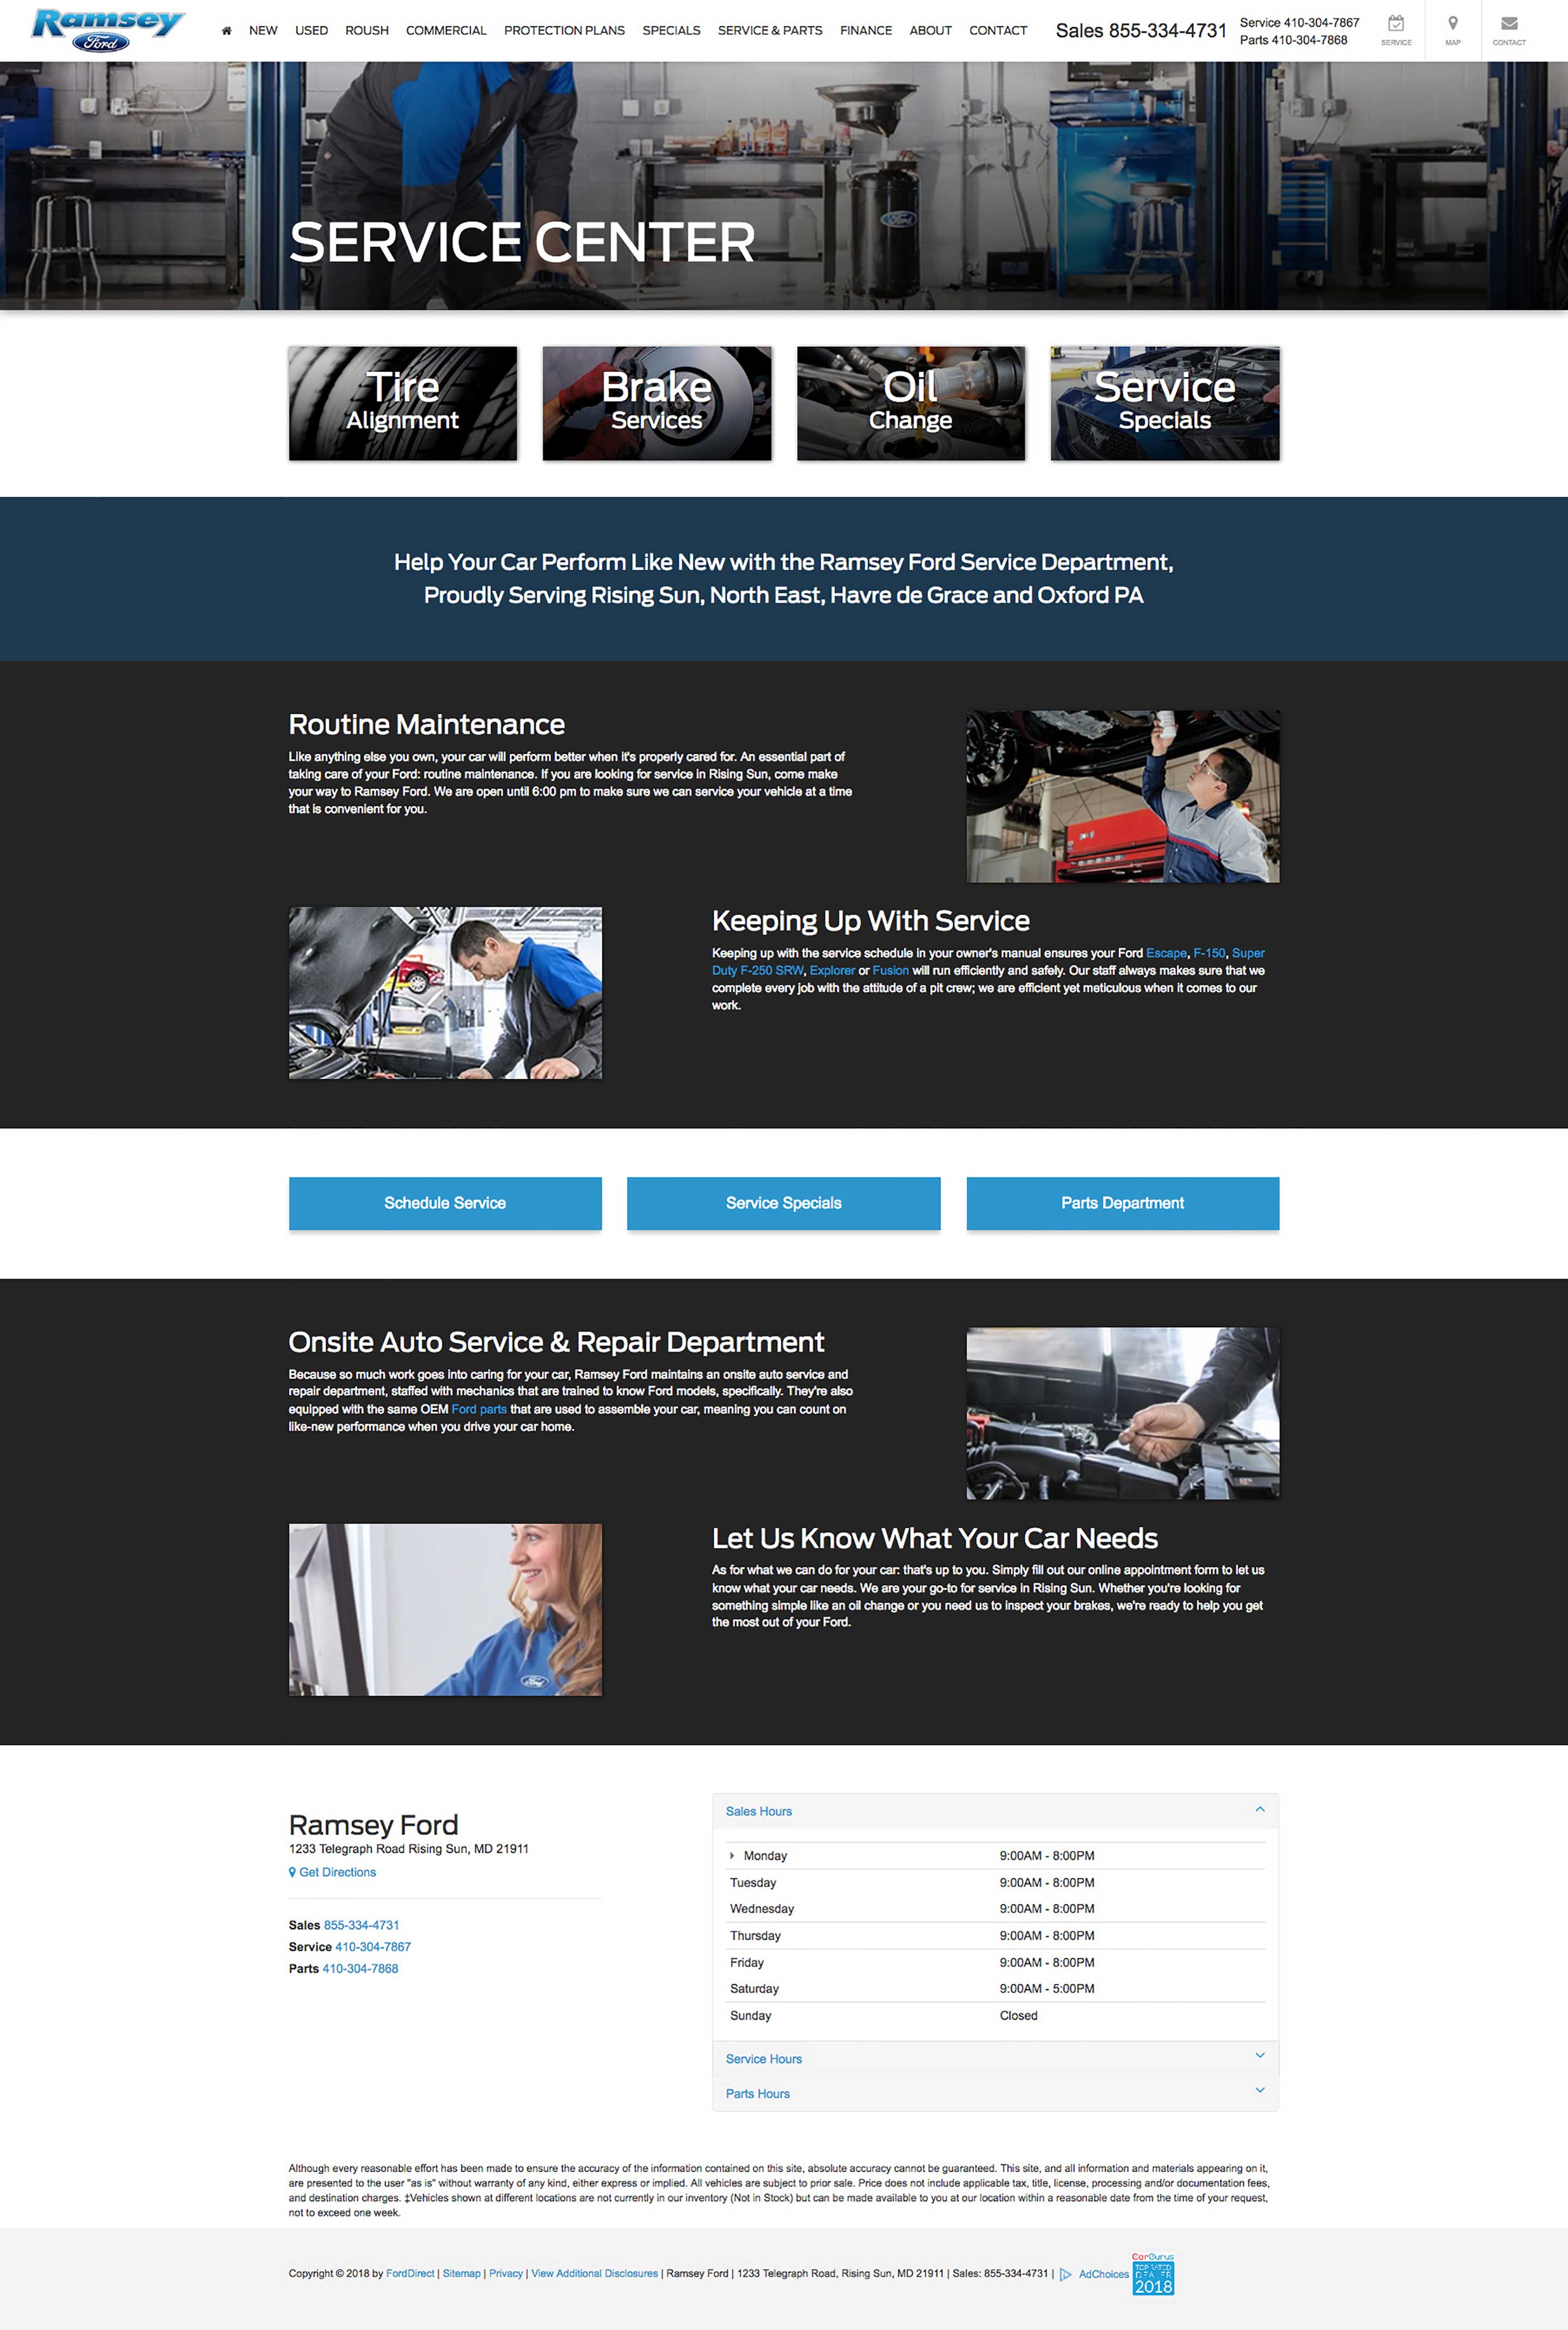 Ramsey
Ford
NEW USED ROUSH COMMERCIAL PROTECTION PLANS SPECIALS SERVICE & PARTS FINANCE ABOUT CONTACT
Sales 855-334-4731
Service 410-304-7867
Parts 410-304-7868
SERVICE
MAP
CONTACT
Ford
SERVICE CENTER
Tire
Alignment
Brake
Services
Oil
Change
Service
Specials
Help Your Car Perform Like New with the Ramsey Ford Service Department,
Proudly Serving Rising Sun, North East, Havre de Grace and Oxford PA
Routine Maintenance
Like anything else you own, your car will perform better when it's properly cared for. An essential part of
taking care of your Ford: routine maintenance. If you are looking for service in Rising Sun, come make
your way to Ramsey Ford. We are open until 6:00 pm to make sure we can service your vehicle at a time
that is convenient for you.
Keeping Up With Service
Keeping up with the service schedule in your owner's manual ensures your Ford Escape, F-150, Super
Duty F-250 SRW, Explorer or Fusion will run efficiently and safely. Our staff always makes sure that we
complete every job with the attitude of a pit crew; we are efficient yet meticulous when it comes to our
work.
Schedule Service
Service Specials
Parts Department
Onsite Auto Service & Repair Department
Because so much work goes into caring for your car, Ramsey Ford maintains an onsite auto service and
repair department, staffed with mechanics that are trained to know Ford models, specifically. They're also
equipped with the same OEM Ford parts that are used to assemble your car, meaning you can count on
like-new performance when you drive your car home.
Let Us Know What Your Car Needs
As for what we can do for your car: that's up to you. Simply fill out our online appointment form to let us
know what your car needs. We are your go-to for service in Rising Sun. Whether you're looking for
something simple like an oil change or you need us to inspect your brakes, we're ready to help you get
the most out of your Ford.
Ford
Ramsey Ford
1233 Telegraph Road Rising Sun, MD 21911
Get Directions
Sales 855-334-4731
Service 410-304-7867
Parts 410-304-7868
Sales Hours
Monday 9:00AM - 8:00PM
Tuesday 9:00AM - 8:00PM
Wednesday 9:00AM - 8:00PM
Thursday 9:00AM - 8:00PM
Friday 9:00AM - 8:00PM
Saturday 9:00AM - 5:00PM
Sunday Closed
Service Hours
Parts Hours
Although every reasonable effort has been made to ensure the accuracy of the information contained on this site, absolute accuracy cannot be guaranteed. This site, and all information and materials appearing on it,
are presented to the user "as is" without warranty of any kind, either express or implied. All vehicles are subject to prior sale. Price does not include applicable tax, title, license, processing and/or documentation fees,
and destination charges. ‡Vehicles shown at different locations are not currently in our inventory (Not in Stock) but can be made available to you at our location within a reasonable date from the time of your request,
not to exceed one week.
Copyright © 2018 by FordDirect | Sitemap | Privacy | View Additional Disclosures | Ramsey Ford | 1233 Telegraph Road, Rising Sun, MD 21911 | Sales: 855-334-4731 | AdChoices
CarGurus
TOP RATED
DEALER
2018